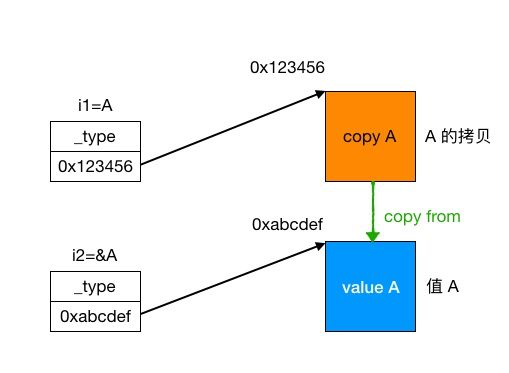 0x123456
i1=A
_type
0x123456
copy A
A 的拷贝
copy from
0xabcdef
i2=&A
_type
0xabcdef
value A
值 A